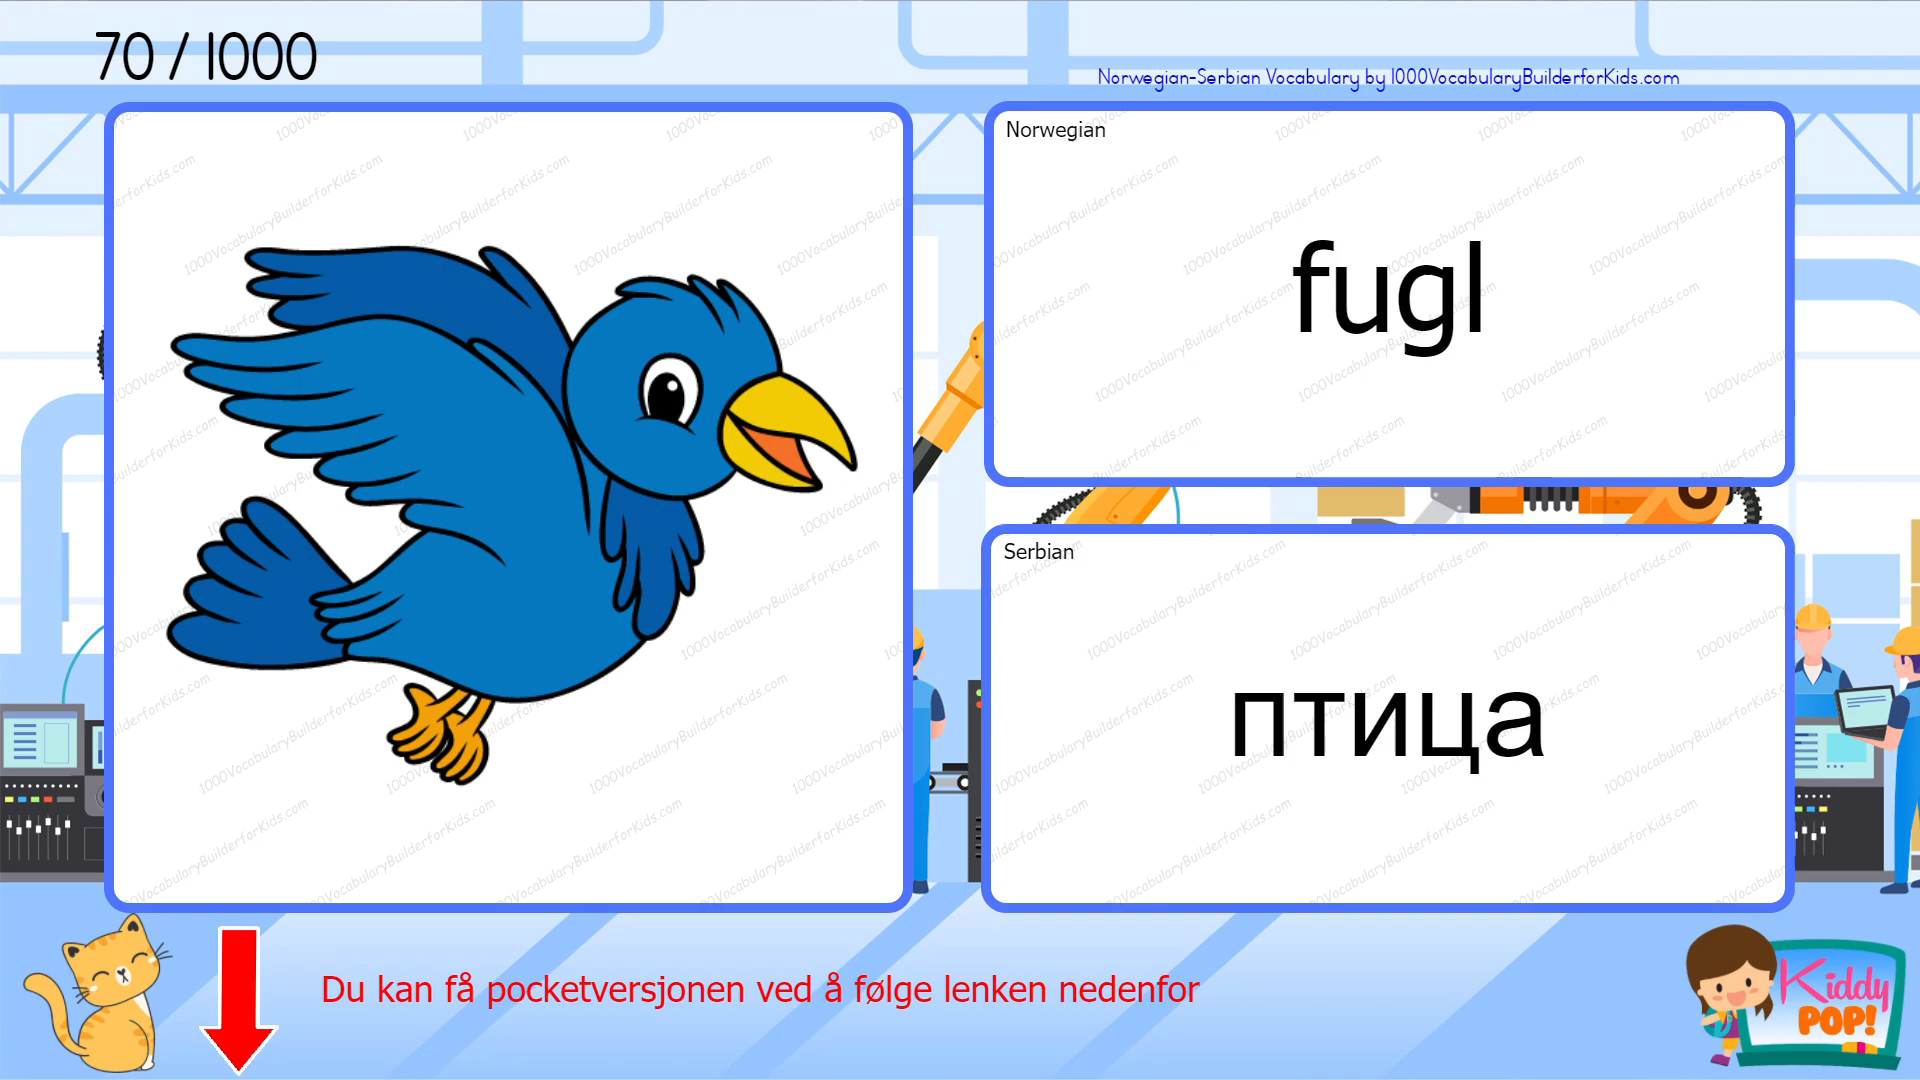 70 / 1000
Norwegian-Serbian Vocabulary by 1000VocabularyBuilderforKids.com
Norwegian
fugl
Serbian
птица
Du kan få pocketversjonen ved å følge lenken nedenfor
Kiddy
POP!